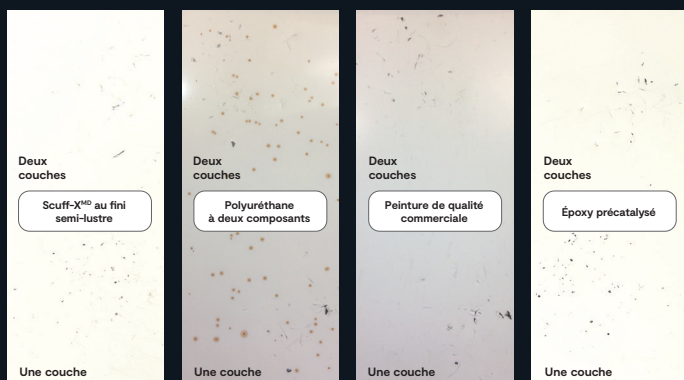 Deux
couches
Scuff-Xᴹᴰ au fini
semi-lustre
Une couche
Deux
couches
Polyuréthane
à deux composants
Une couche
Deux
couches
Peinture de qualité
commerciale
Une couche
Deux
couches
Époxy précatalysé
Une couche